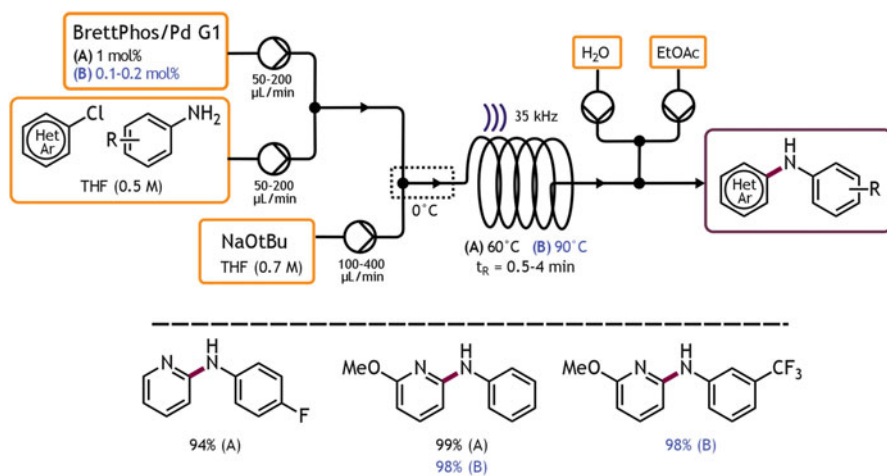 BrettPhos/Pd G1
(A) 1 mol%
(B) 0.1-0.2 mol%
50-200
μL/min
H₂O
EtOAc
Cl
NH₂
Het
Ar
R
THF (0.5 M)
50-200
μL/min
35 kHz
0°C
NaOtBu
THF (0.7 M)
100-400
μL/min
(A) 60°C (B) 90°C
tR = 0.5-4 min
H
N
Het
Ar
R
H
N
N
F
94% (A)
H
MeO
N
N
99% (A)
98% (B)
H
MeO
N
N
CF₃
98% (B)